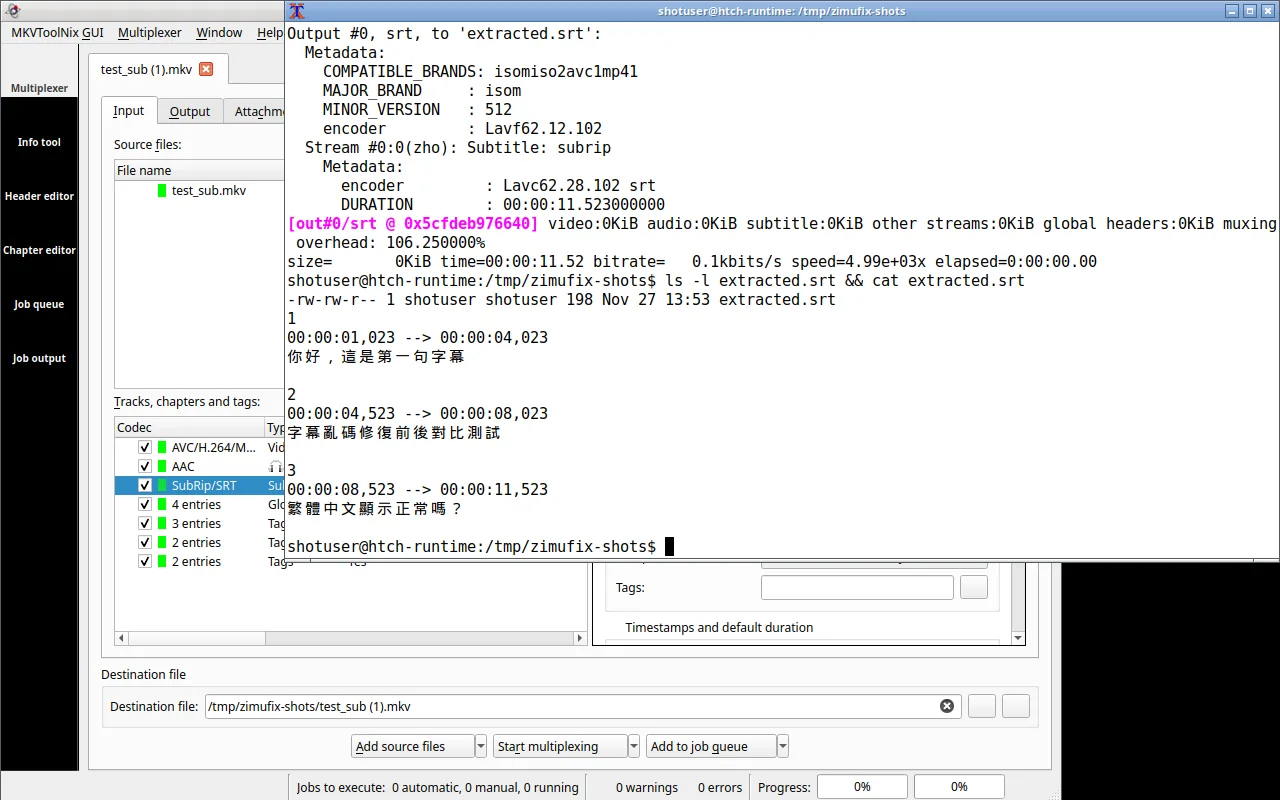 shotuser@htch-runtime: /tmp/zimufix-shots
MKVToolNix GUI Multiplexer Window Help
test_sub (1).mkv
Multiplexer
Info tool
Header editor
Chapter editor
Job queue
Job output
Input Output Attachm
Source files:
File name
test_sub.mkv
Tracks, chapters and tags:
Codec Typ
AVC/H.264/M... Vid
AAC
SubRip/SRT Sul
4 entries Glo
3 entries Tag
2 entries Tag
2 entries Tags Yes
Output #0, srt, to 'extracted.srt':
Metadata:
COMPATIBLE_BRANDS: isomiso2avc1mp41
MAJOR_BRAND : isom
MINOR_VERSION : 512
encoder : Lavf62.12.102
Stream #0:0(zho): Subtitle: subrip
Metadata:
encoder : Lavc62.28.102 srt
DURATION : 00:00:11.523000000
[out#0/srt @ 0x5cfdeb976640] video:0KiB audio:0KiB subtitle:0KiB other streams:0KiB global headers:0KiB muxing
overhead: 106.250000%
size= 0KiB time=00:00:11.52 bitrate= 0.1kbits/s speed=4.99e+03x elapsed=0:00:00.00
shotuser@htch-runtime:/tmp/zimufix-shots$ ls -l extracted.srt && cat extracted.srt
-rw-rw-r-- 1 shotuser shotuser 198 Nov 27 13:53 extracted.srt
1
00:00:01,023 --> 00:00:04,023
你好，這是第一句字幕
2
00:00:04,523 --> 00:00:08,023
字幕亂碼修復前後對比測試
3
00:00:08,523 --> 00:00:11,523
繁體中文顯示正常嗎？
shotuser@htch-runtime:/tmp/zimufix-shots$
Tags:
Timestamps and default duration
Destination file
Destination file: /tmp/zimufix-shots/test_sub (1).mkv
Add source files Start multiplexing Add to job queue
Jobs to execute: 0 automatic, 0 manual, 0 running 0 warnings 0 errors Progress: 0% 0%